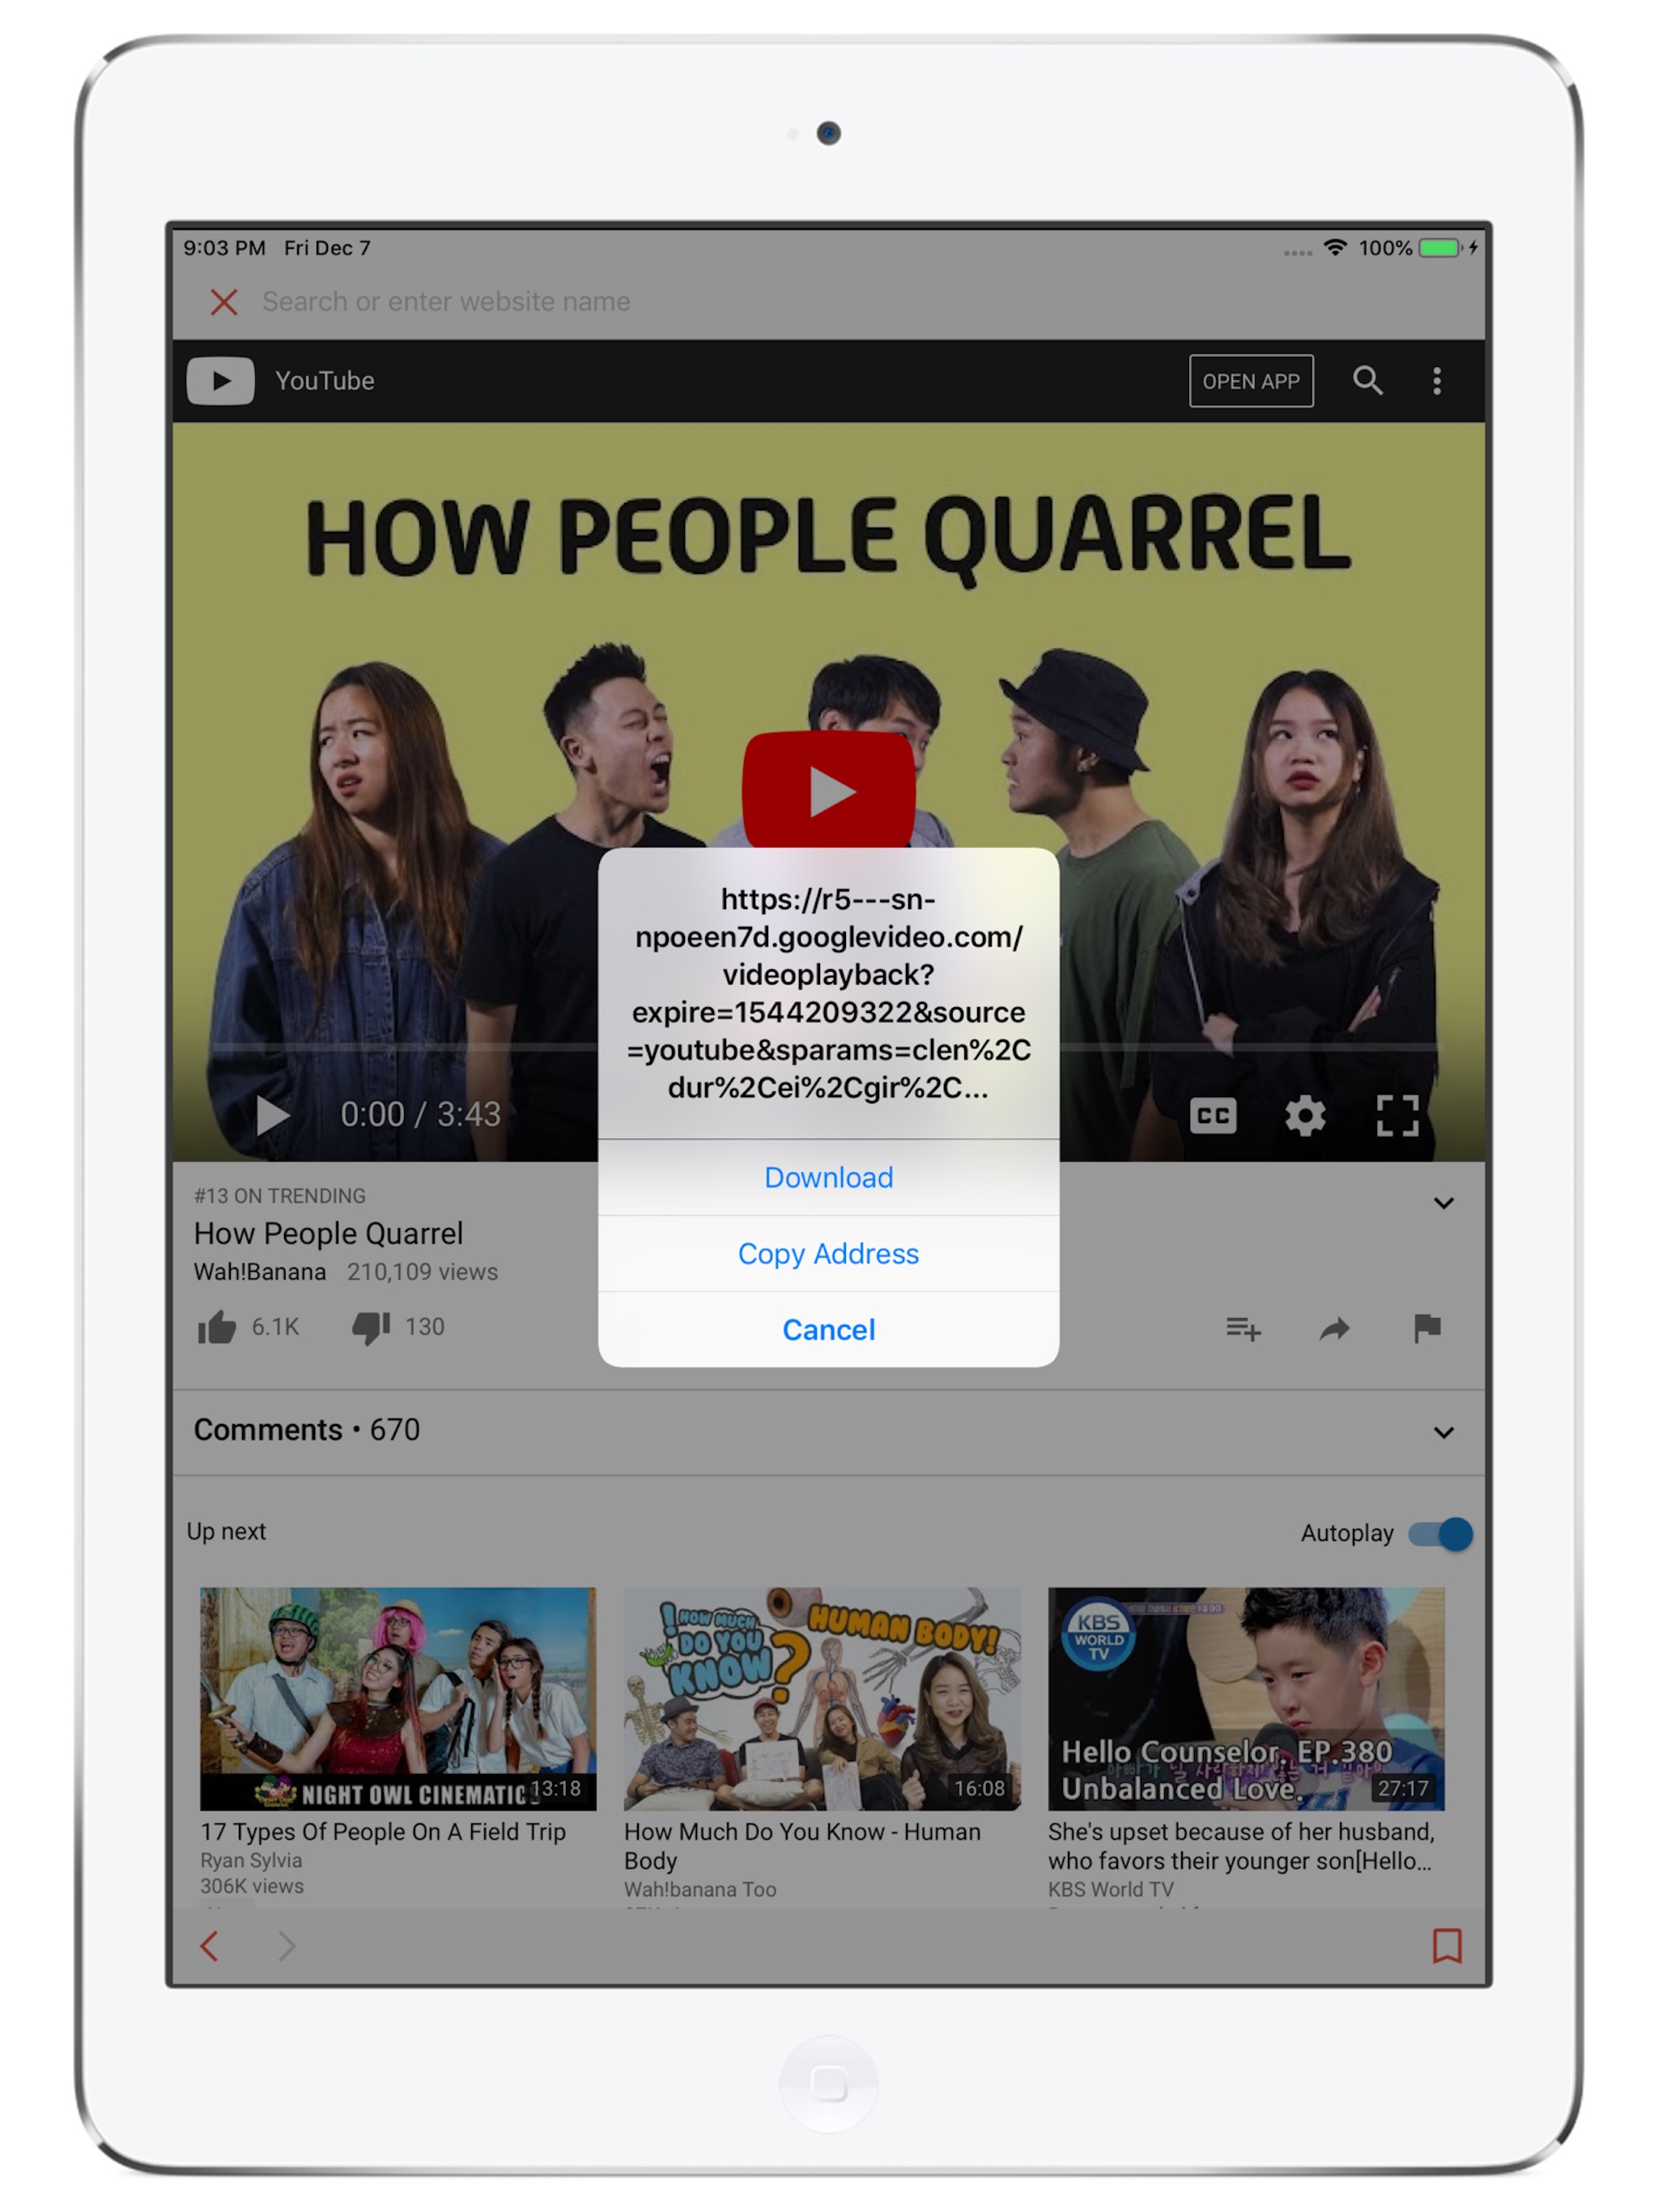 9:03 PM Fri Dec 7
100%
Search or enter website name
YouTube
OPEN APP
HOW PEOPLE QUARREL
https://r5---sn-
npoeen7d.googlevideo.com/
videoplayback?
expire=1544209322&source
=youtube&sparams=clen%2C
dur%2Cei%2Cgir%2C...
Download
Copy Address
Cancel
0:00 / 3:43
CC
#13 ON TRENDING
How People Quarrel
Wah!Banana 210,109 views
6.1K 130
Comments • 670
Up next
Autoplay
NIGHT OWL CINEMATIC
13:18
17 Types Of People On A Field Trip
Ryan Sylvia
306K views
! HOW MUCH
DO YOU
KNOW ?
HUMAN BODY!
16:08
How Much Do You Know - Human
Body
Wah!banana Too
KBS
WORLD
TV
Hello Counselor. EP.380
Unbalanced Love.
27:17
She's upset because of her husband,
who favors their younger son[Hello...
KBS World TV